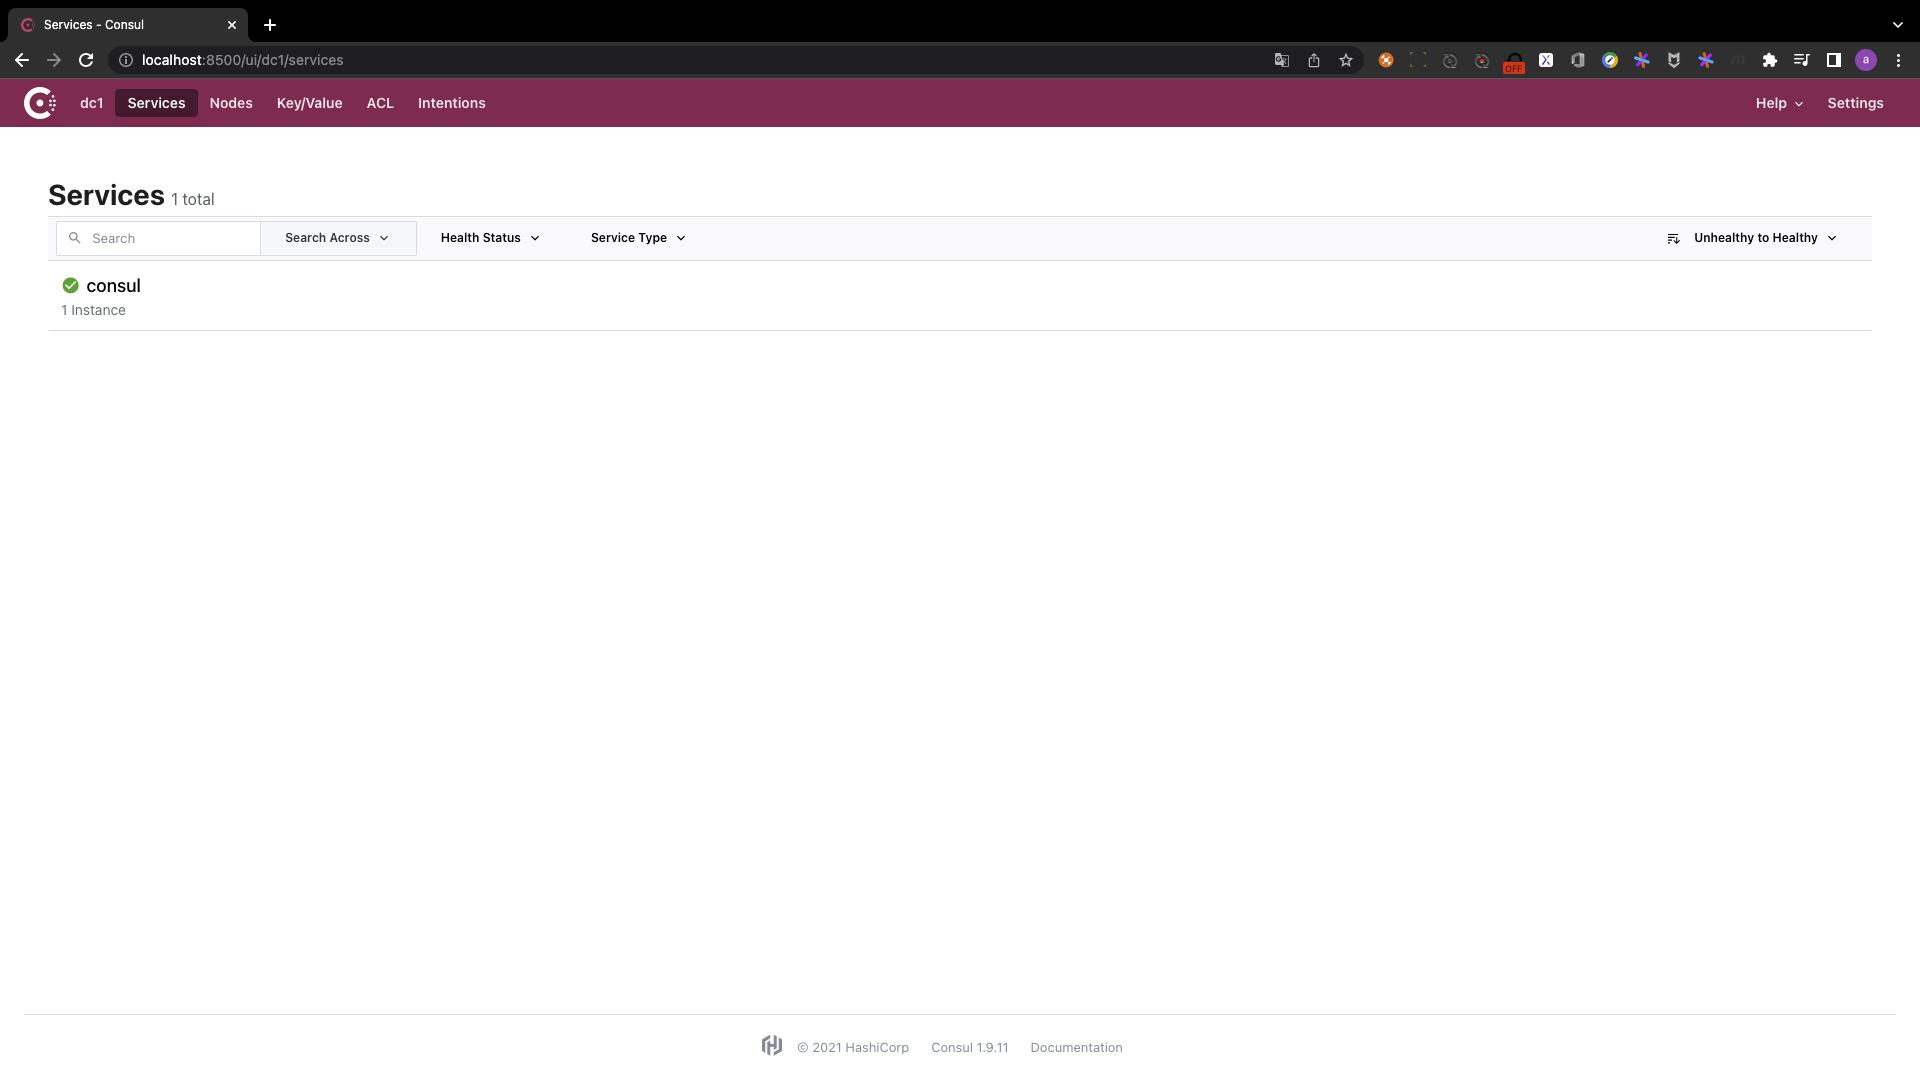 Services - Consul
localhost:8500/ui/dc1/services
OFF
a
dc1 Services Nodes Key/Value ACL Intentions Help Settings
Services 1 total
Search Search Across Health Status Service Type Unhealthy to Healthy
consul
1 Instance
© 2021 HashiCorp Consul 1.9.11 Documentation